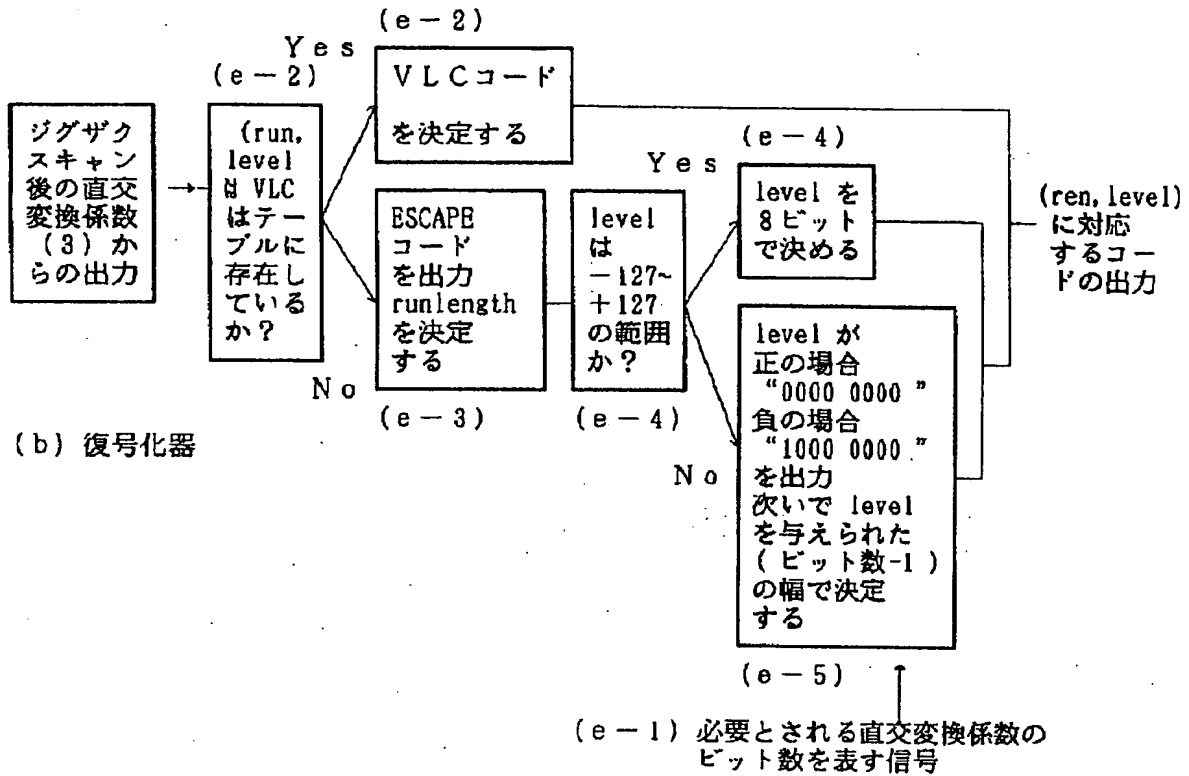 (e-2)
Yes
(e-2)
ジグザク
スキャン
後の直交
変換係数
(3)か
らの出力
(run,
level
は VLC
はテー
ブルに
存在し
ている
か?
VLCコード
を決定する
No
ESCAPE
コード
を出力
runlength
を決定
する
(e-3)
level
は
-127~
+127
の範囲
か?
(e-4)
Yes
(e-4)
level を
8ビット
で決める
No
level が
正の場合
“0000 0000 ”
負の場合
“1000 0000 ”
を出力
次いで level
を与えられた
(ビット数-1)
の幅で決定
する
(e-5)
(ren, level)
に対応
するコー
ドの出力
(b) 復号化器
(e-1) 必要とされる直交変換係数の
ビット数を表す信号